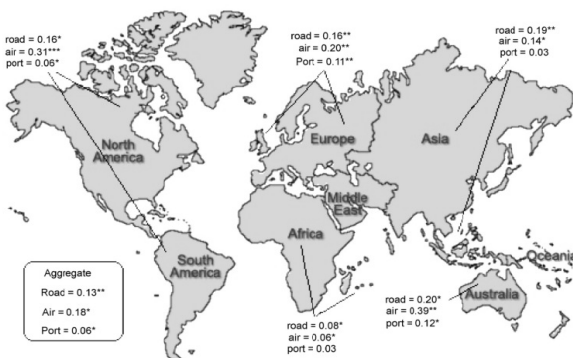 road = 0.16*
air = 0.31***
port = 0.06*
road = 0.16**
air = 0.20**
Port = 0.11**
road = 0.19**
air = 0.14*
port = 0.03
North
America
Europe
Asia
Middle
East
Africa
South
America
Oceania
Australia
Aggregate
Road = 0.13**
Air = 0.18*
Port = 0.06*
road = 0.08*
air = 0.06*
port = 0.03
road = 0.20*
air = 0.39**
port = 0.12*